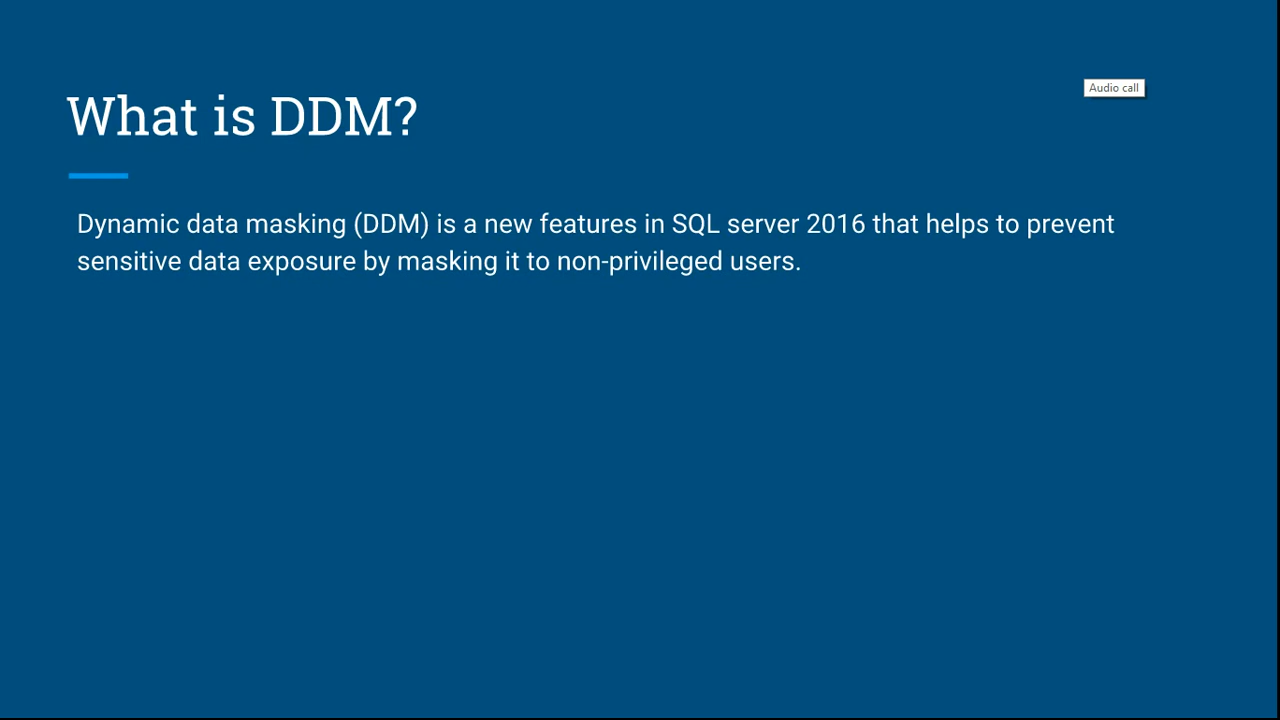 Audio call
What is DDM?
Dynamic data masking (DDM) is a new features in SQL server 2016 that helps to prevent
sensitive data exposure by masking it to non-privileged users.